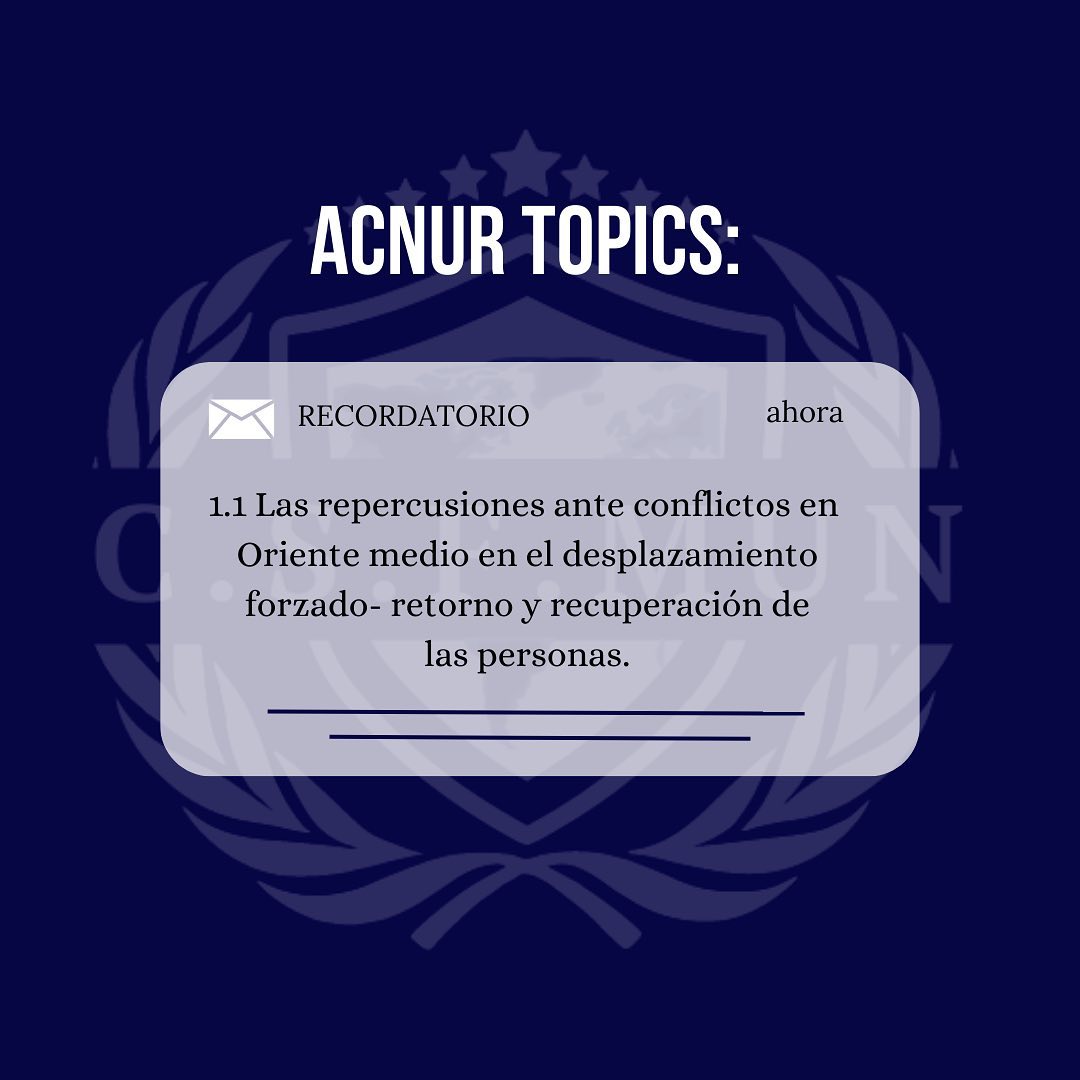 ACNUR TOPICS:
RECORDATORIO
ahora
1.1 Las repercusiones ante conflictos en
Oriente medio en el desplazamiento
forzado- retorno y recuperación de
las personas.
C.S.F.MUN